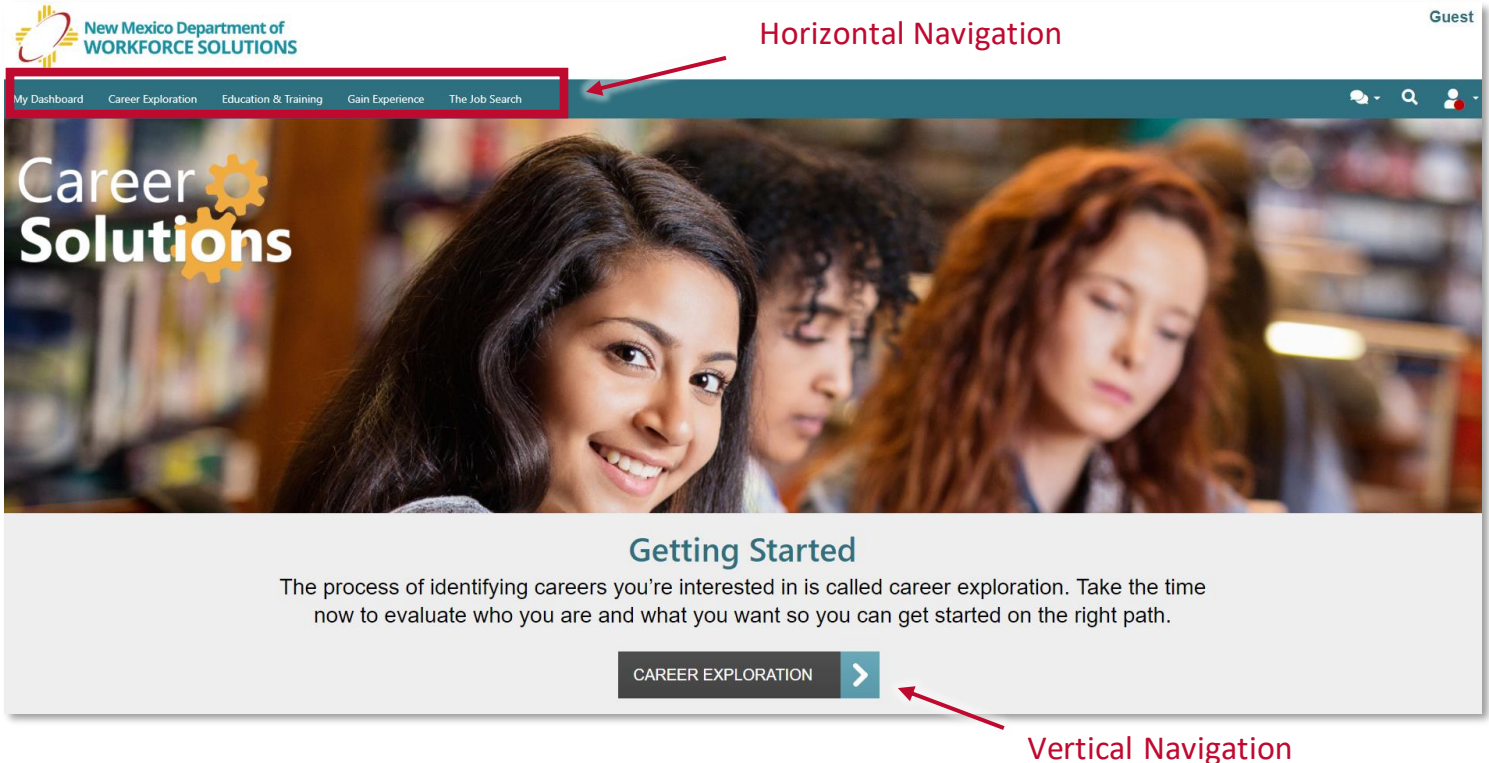 New Mexico Department of
WORKFORCE SOLUTIONS
Horizontal Navigation
Guest
My Dashboard Career Exploration Education & Training Gain Experience The Job Search
Career
Solutions
Getting Started
The process of identifying careers you’re interested in is called career exploration. Take the time
now to evaluate who you are and what you want so you can get started on the right path.
CAREER EXPLORATION
Vertical Navigation